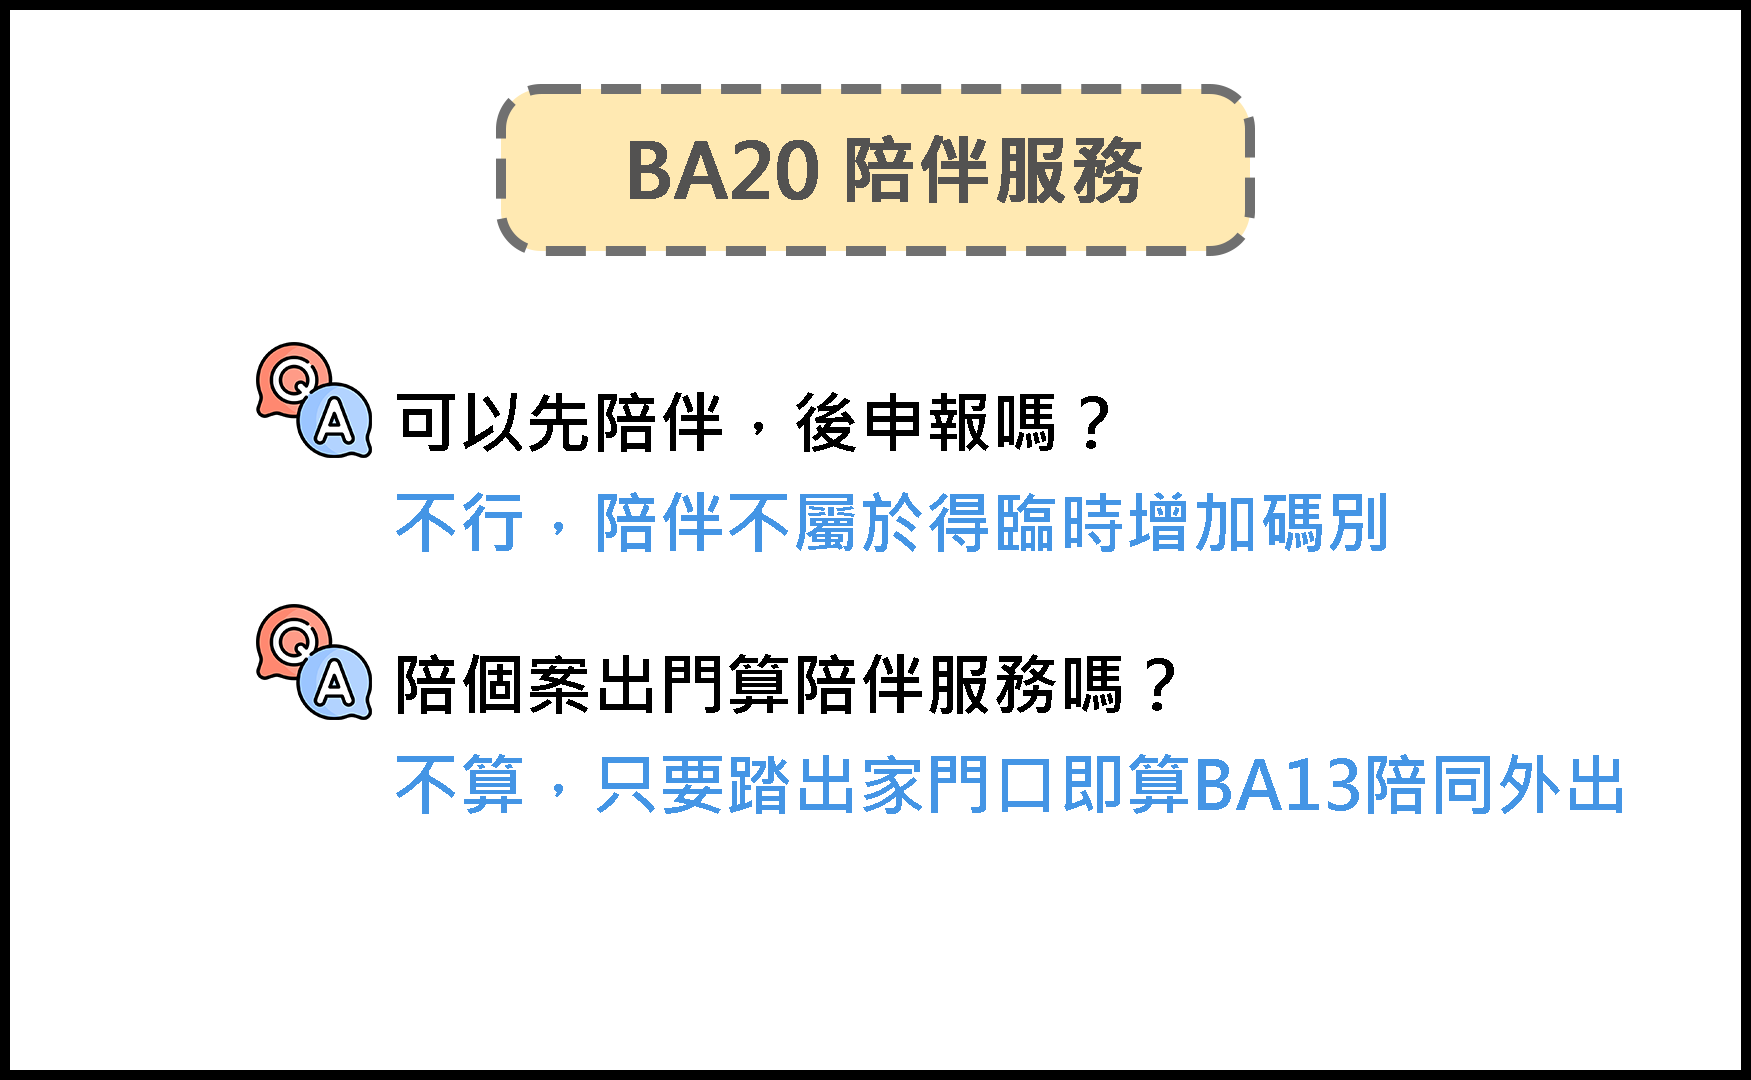 BA20 陪伴服務
QA 可以先陪伴，後申報嗎？
不行，陪伴不屬於得臨時增加碼別
QA 陪個案出門算陪伴服務嗎？
不算，只要踏出家門口即算BA13陪同外出